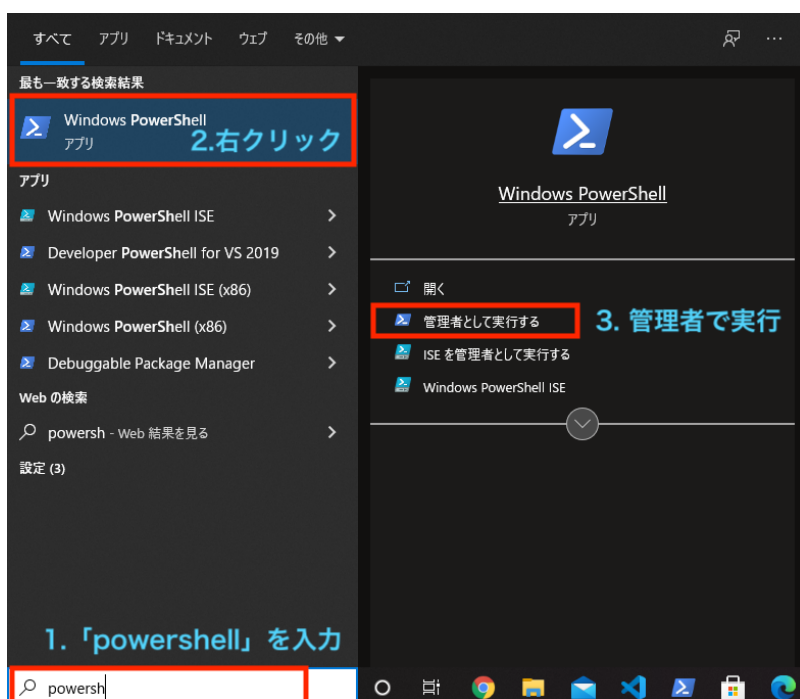 すべて アプリ ドキュメント ウェブ その他
最も一致する検索結果
Windows PowerShell
アプリ
2.右クリック
アプリ
Windows PowerShell ISE
Developer PowerShell for VS 2019
Windows PowerShell ISE (x86)
Windows PowerShell (x86)
Debuggable Package Manager
Web の検索
powersh - Web 結果を見る
設定 (3)
1.「powershell」を入力
powersh
Windows PowerShell
アプリ
開く
管理者として実行する
3. 管理者で実行
ISE を管理者として実行する
Windows PowerShell ISE